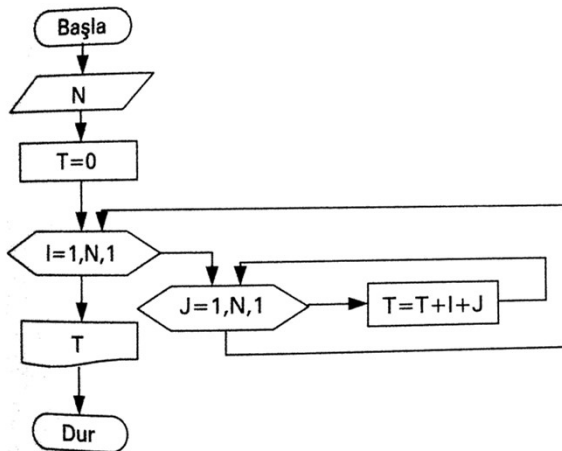 Başla
N
T=0
I=1,N,1
J=1,N,1
T=T+I+J
T
Dur